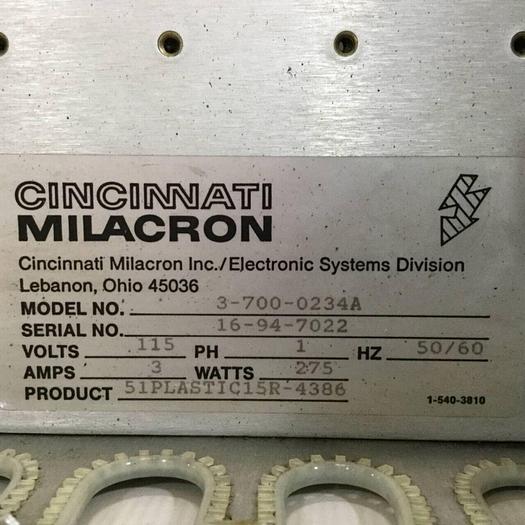 CINCINNATI
MILACRON
Cincinnati Milacron Inc./Electronic Systems Division
Lebanon, Ohio 45036
MODEL NO. 3-700-0234A
SERIAL NO. 16-94-7022
VOLTS 115 PH 1 HZ 50/60
AMPS 3 WATTS 275
PRODUCT 51PLASTIC15R-4386
1-540-3810